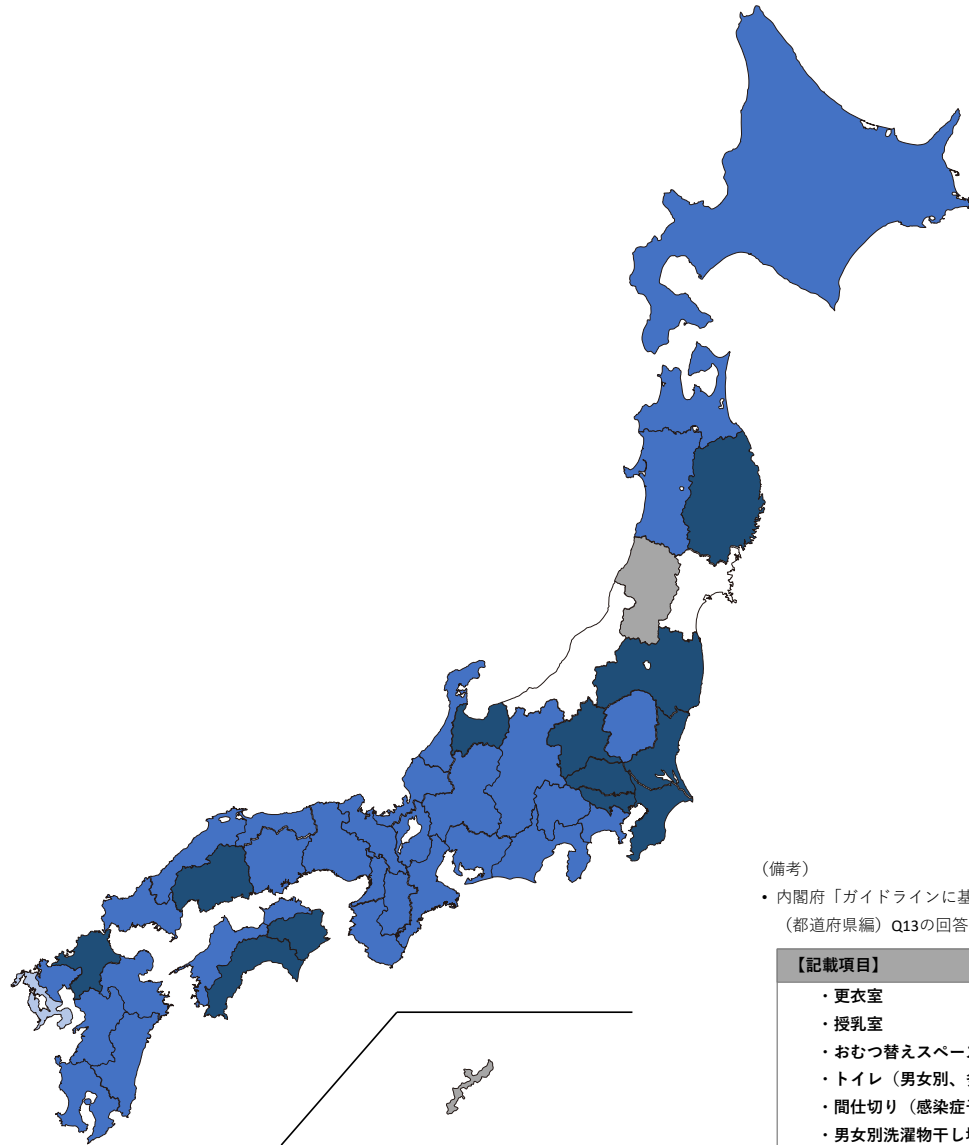 （備考）
• 内閣府「ガイドラインに基
（都道府県編）Q13の回答
【記載項目】
・更衣室
・授乳室
・おむつ替えスペー
・トイレ（男女別、
・間仕切り（感染症
・男女別洗濯物干し